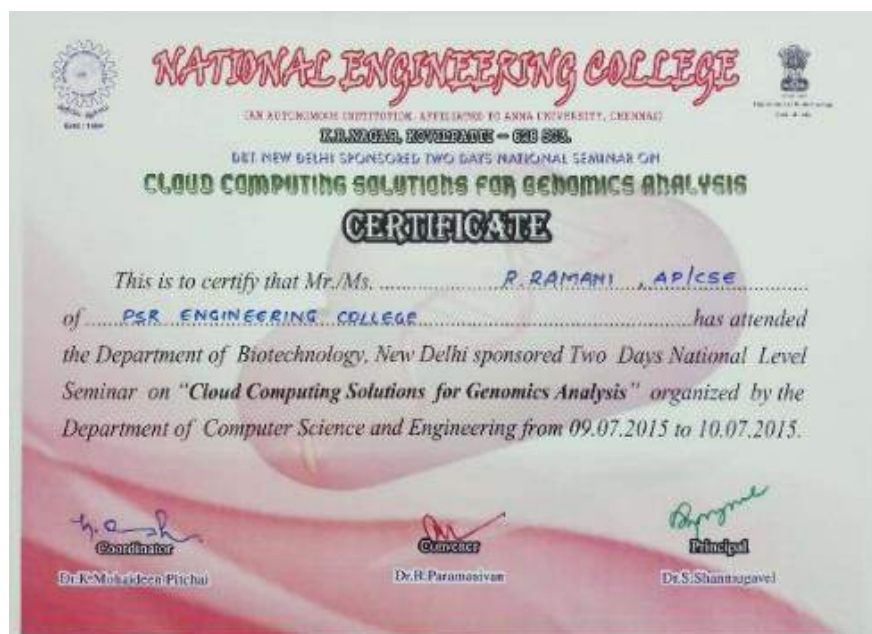 NATIONAL ENGINEERING COLLEGE
(AN AUTONOMOUS INSTITUTION, AFFILIATED TO ANNA UNIVERSITY, CHENNAI)
K.R.NAGAR, KOVILPATTI – 628 503.
DBT NEW DELHI SPONSORED TWO DAYS NATIONAL SEMINAR ON
CLOUD COMPUTING SOLUTIONS FOR GENOMICS ANALYSIS
CERTIFICATE
This is to certify that Mr./Ms. R.RAMANI , AP/CSE
of PSR ENGINEERING COLLEGE has attended
the Department of Biotechnology, New Delhi sponsored Two Days National Level
Seminar on "Cloud Computing Solutions for Genomics Analysis" organized by the
Department of Computer Science and Engineering from 09.07.2015 to 10.07.2015.
Coordinator Convener Principal
Dr.K.Mohaideen Pitchai Dr.B.Paramasivan Dr.S.Shanmugavel